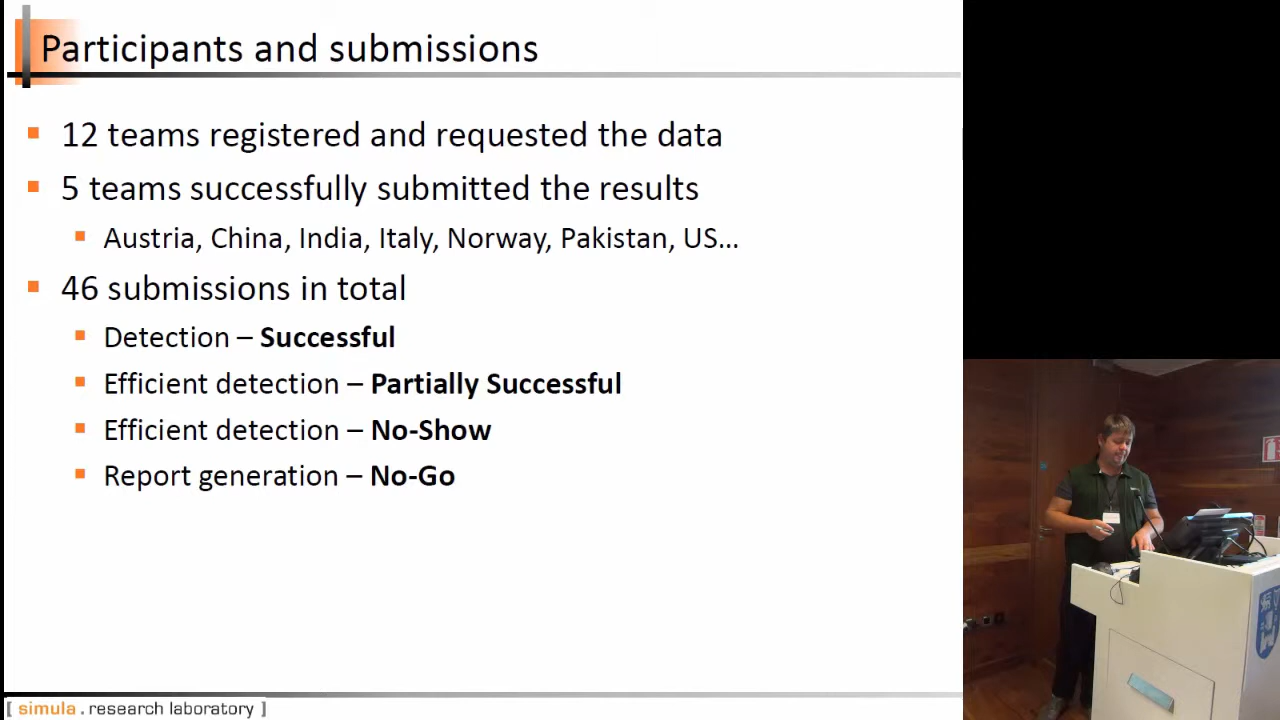 Participants and submissions
12 teams registered and requested the data
5 teams successfully submitted the results
Austria, China, India, Italy, Norway, Pakistan, US...
46 submissions in total
Detection – Successful
Efficient detection – Partially Successful
Efficient detection – No-Show
Report generation – No-Go
[ simula . research laboratory ]